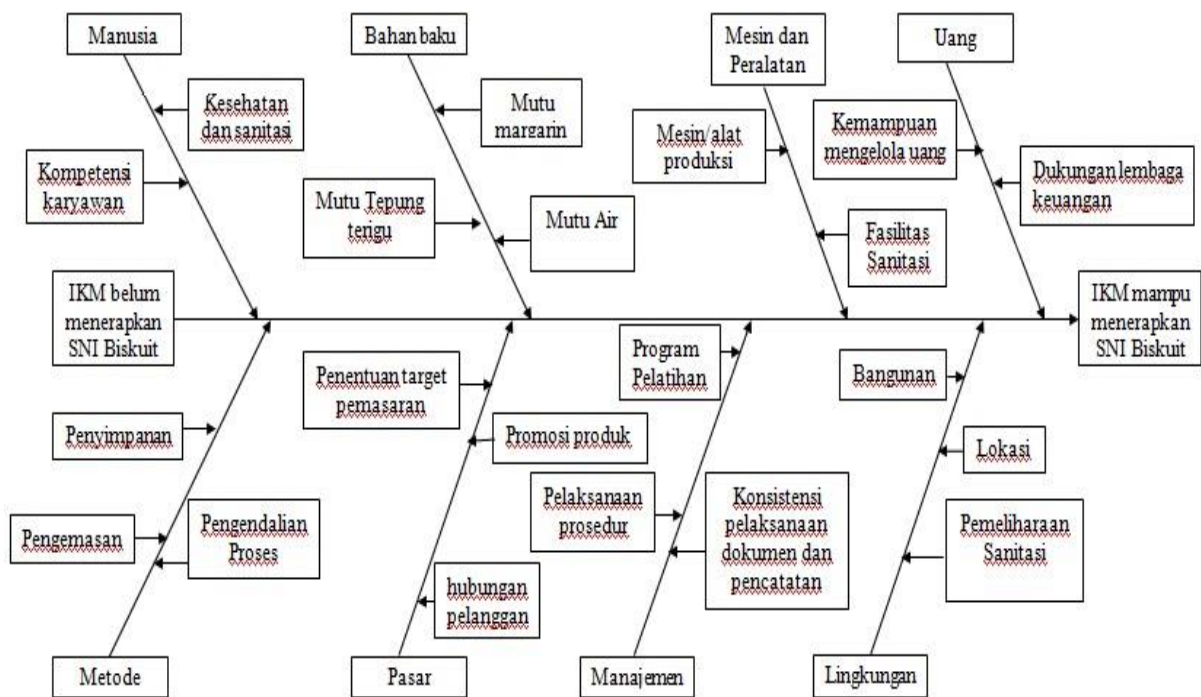 Manusia
Bahan baku
Mesin dan
Peralatan
Uang
Kesehatan
dan sanitasi
Mutu
margarin
Mesin/alat
produksi
Kemampuan
mengelola uang
Kompetensi
karyawan
Mutu Tepung
terigu
Mutu Air
Fasilitas
Sanitasi
Dukungan lembaga
keuangan
IKM belum
menerapkan
SNI Biskuit
IKM mampu
menerapkan
SNI Biskuit
Penentuan target
pemasaran
Program
Pelatihan
Bangunan
Penyimpanan
Promosi produk
Lokasi
Pengemasan
Pengendalian
Proses
Pelaksanaan
prosedur
Konsistensi
pelaksanaan
dokumen dan
pencatatan
Pemeliharaan
Sanitasi
hubungan
pelanggan
Metode
Pasar
Manajemen
Lingkungan